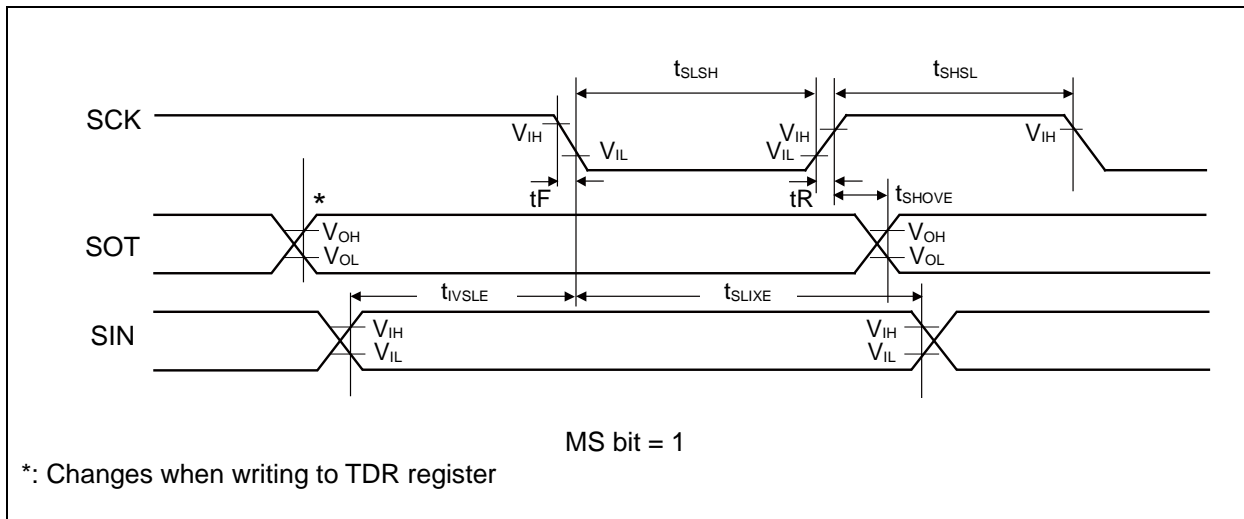 tSLSH tSHSL
SCK VIH VIL VIH VIL VIH
tF tR tSHOVE
*
SOT VOH VOL VOH VOL
tIVSLE tSLIXE
SIN VIH VIL VIH VIL
MS bit = 1
*: Changes when writing to TDR register